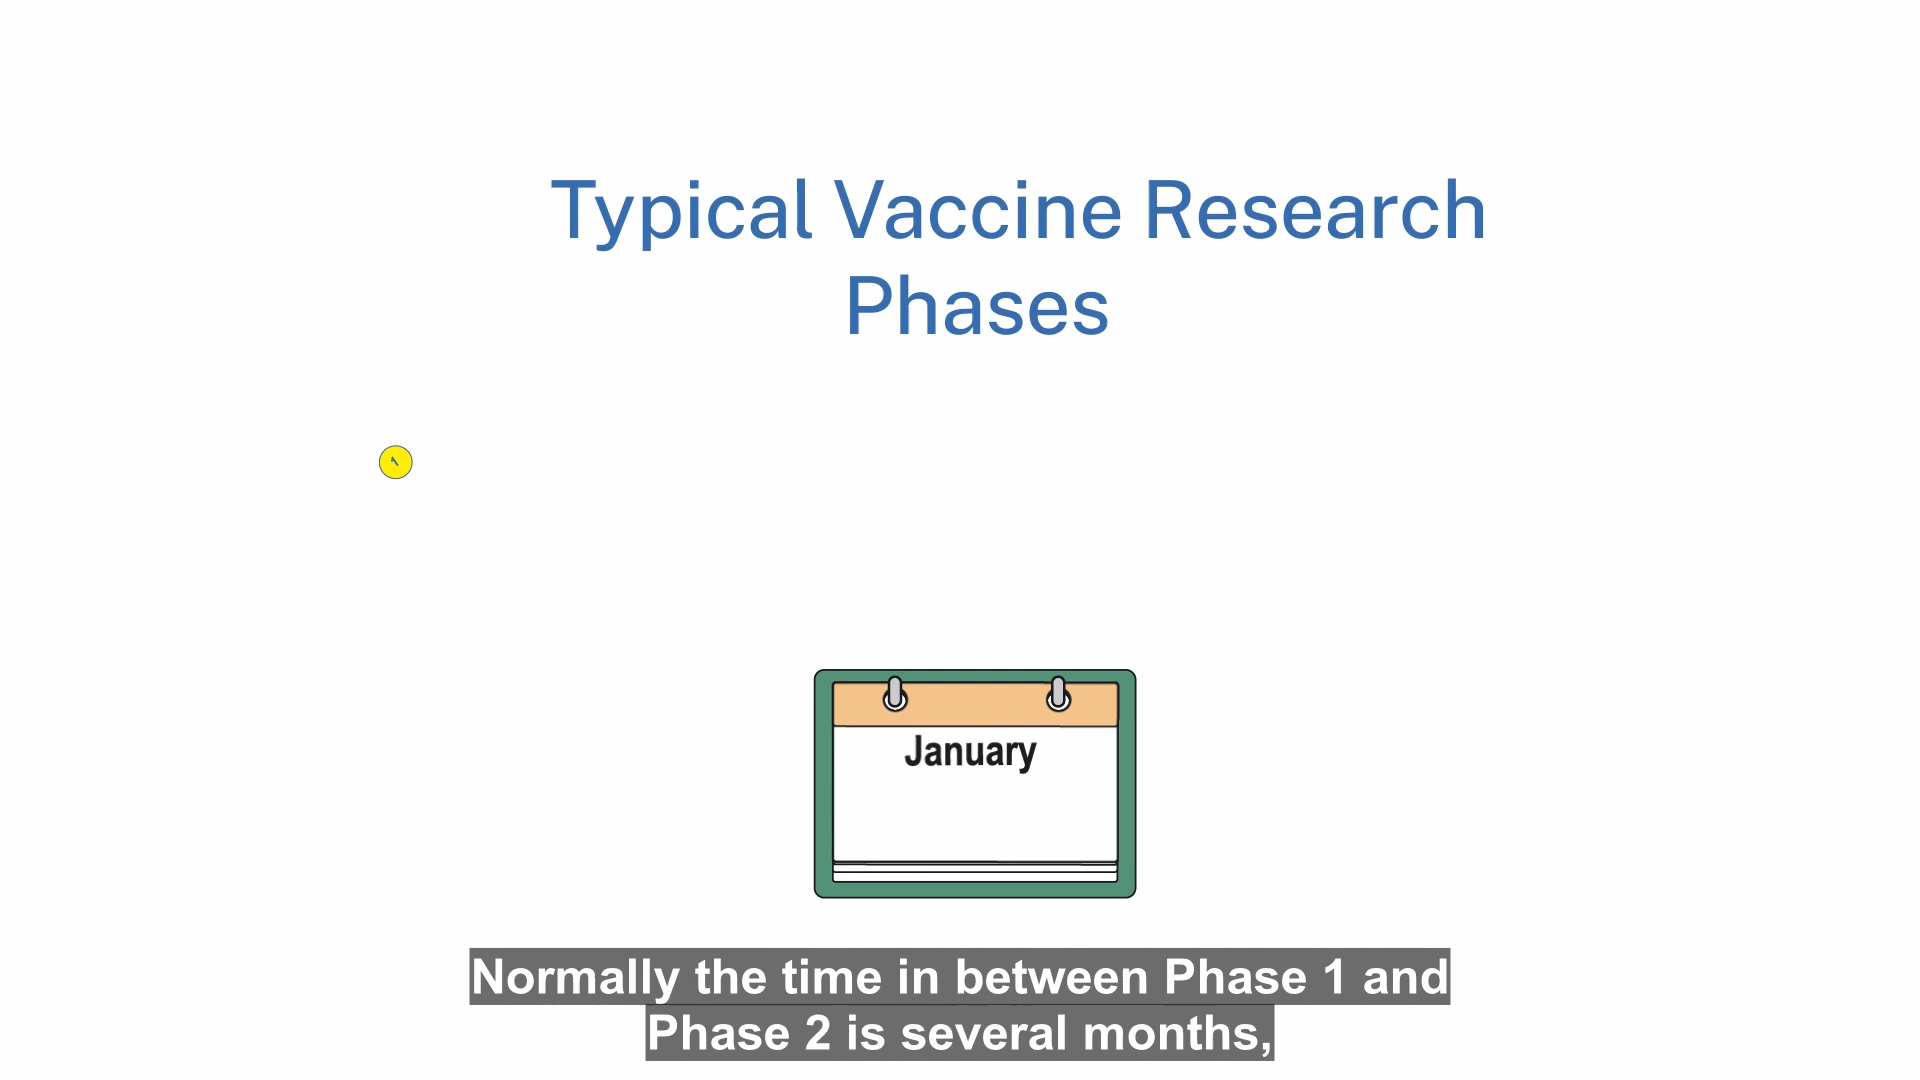 Typical Vaccine Research
Phases
January
Normally the time in between Phase 1 and
Phase 2 is several months,